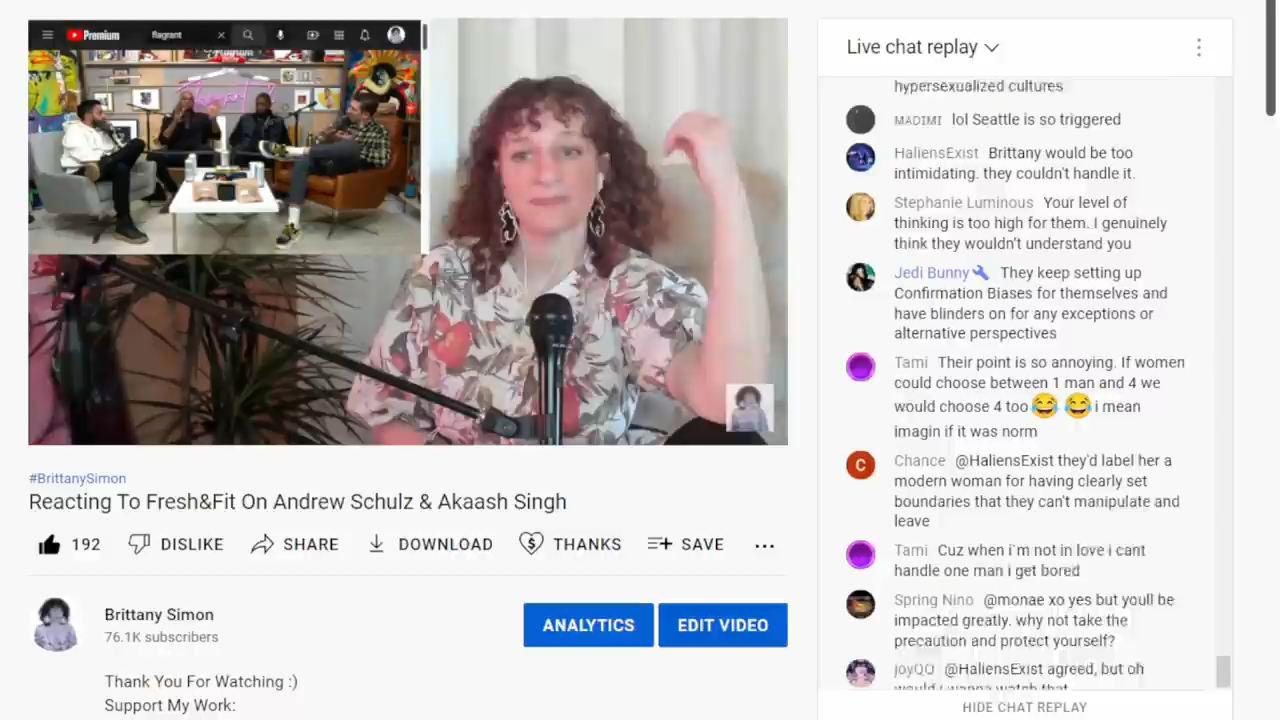 Premium
flagrant
Live chat replay
hypersexualized cultures
MADIMI lol Seattle is so triggered
HaliensExist Brittany would be too
intimidating. they couldn't handle it.
Stephanie Luminous Your level of
thinking is too high for them. I genuinely
think they wouldn't understand you
Jedi Bunny They keep setting up
Confirmation Biases for themselves and
have blinders on for any exceptions or
alternative perspectives
Tami Their point is so annoying. If women
could choose between 1 man and 4 we
would choose 4 too 😂 😂 i mean
imagin if it was norm
C Chance @HaliensExist they'd label her a
modern woman for having clearly set
boundaries that they can't manipulate and
leave
Tami Cuz when i'm not in love i cant
handle one man i get bored
Spring Nino @monae xo yes but youll be
impacted greatly. why not take the
precaution and protect yourself?
joyQQ @HaliensExist agreed, but oh
would i wanna watch that
HIDE CHAT REPLAY
#BrittanySimon
Reacting To Fresh&Fit On Andrew Schulz & Akaash Singh
192 DISLIKE SHARE DOWNLOAD THANKS SAVE ...
Brittany Simon
76.1K subscribers
ANALYTICS EDIT VIDEO
Thank You For Watching :)
Support My Work: